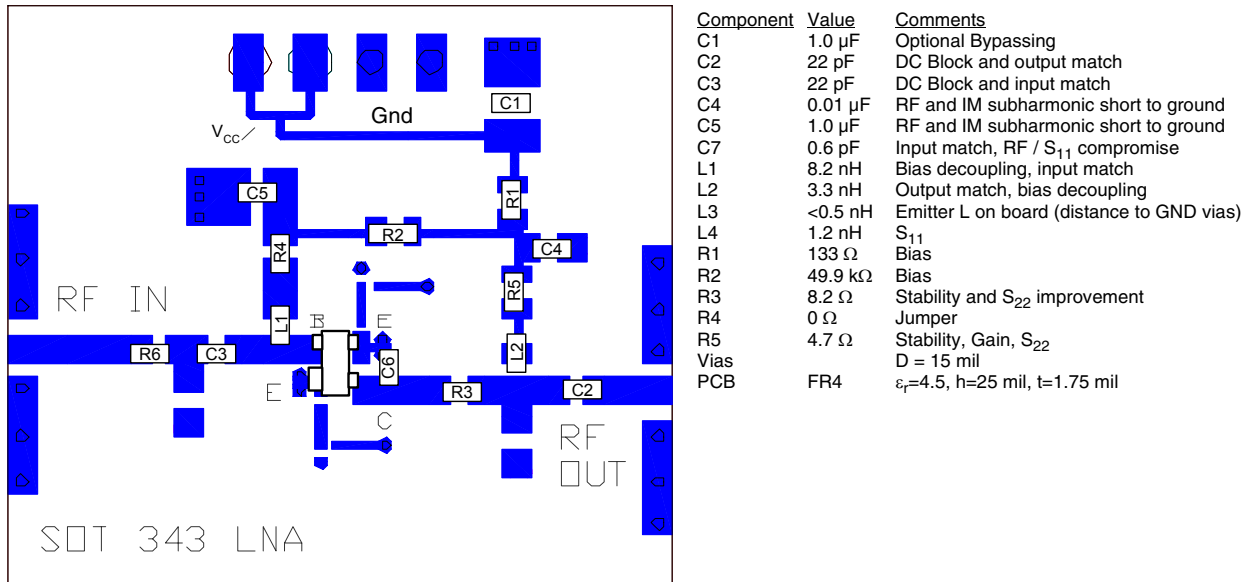 C1
Gnd
VCC
C5
R1
R4
R2
C4
R5
RF IN
L1
B
E
L2
R6
C3
C6
E
R3
C2
C
RF
OUT
SOT 343 LNA
Component Value Comments
C1 1.0 µF Optional Bypassing
C2 22 pF DC Block and output match
C3 22 pF DC Block and input match
C4 0.01 µF RF and IM subharmonic short to ground
C5 1.0 µF RF and IM subharmonic short to ground
C7 0.6 pF Input match, RF / S11 compromise
L1 8.2 nH Bias decoupling, input match
L2 3.3 nH Output match, bias decoupling
L3 <0.5 nH Emitter L on board (distance to GND vias)
L4 1.2 nH S11
R1 133 Ω Bias
R2 49.9 kΩ Bias
R3 8.2 Ω Stability and S22 improvement
R4 0 Ω Jumper
R5 4.7 Ω Stability, Gain, S22
Vias D = 15 mil
PCB FR4 εr=4.5, h=25 mil, t=1.75 mil